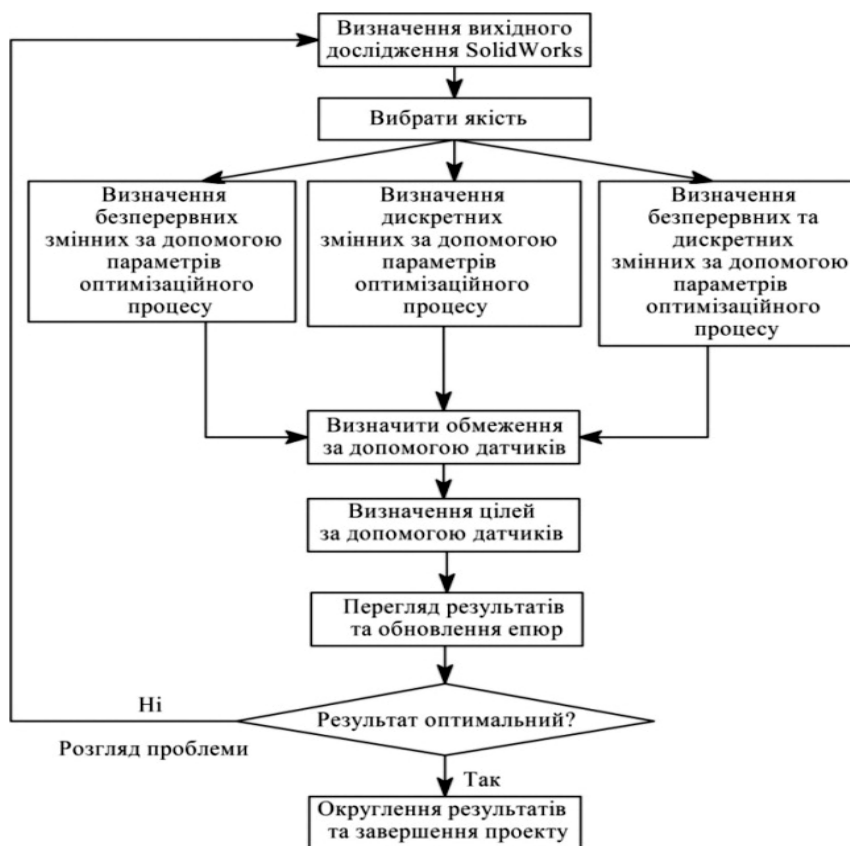 Визначення вихідного
дослідження SolidWorks
Вибрати якість
Визначення
безперервних
змінних за допомогою
параметрів
оптимізаційного
процесу
Визначення
дискретних
змінних за допомогою
параметрів
оптимізаційного
процесу
Визначення
безперервних та
дискретних
змінних за допомогою
параметрів
оптимізаційного
процесу
Визначити обмеження
за допомогою датчиків
Визначення цілей
за допомогою датчиків
Перегляд результатів
та обновлення епюр
Результат оптимальний?
Ні
Розгляд проблеми
Так
Округлення результатів
та завершення проекту